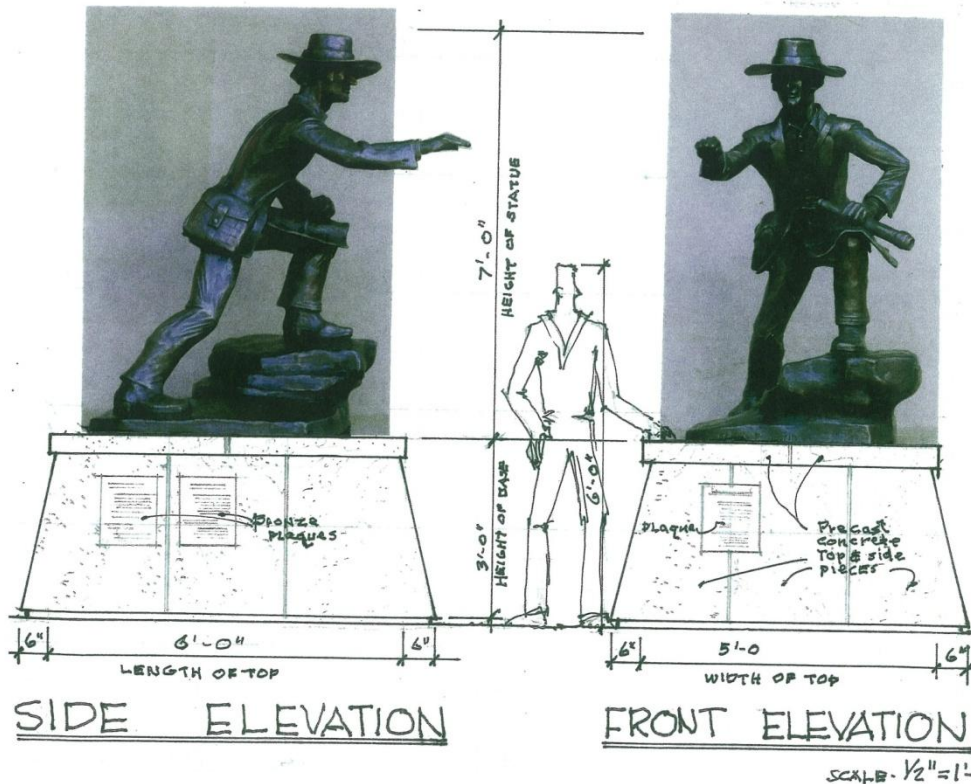 7'-0"
HEIGHT OF STATUE
3'-0"
HEIGHT OF BASE
6'-0"
Bronze
plaques
plaque
Precast
concrete
Top & side
pieces
6"
6'-0"
6"
LENGTH OF TOP
6"
5'-0
6"
WIDTH OF TOP
SIDE ELEVATION
FRONT ELEVATION
SCALE - 1/2" = 1'-